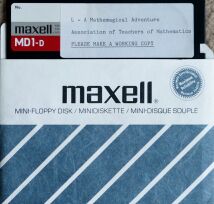 No.
L - A Mathemagical Adventure
Association of Teachers of Mathematics
PLEASE MAKE A WORKING COPY
maxell
MD1-D
maxell
MINI-FLOPPY DISK / MINIDISKETTE / MINI-DISQUE SOUPLE